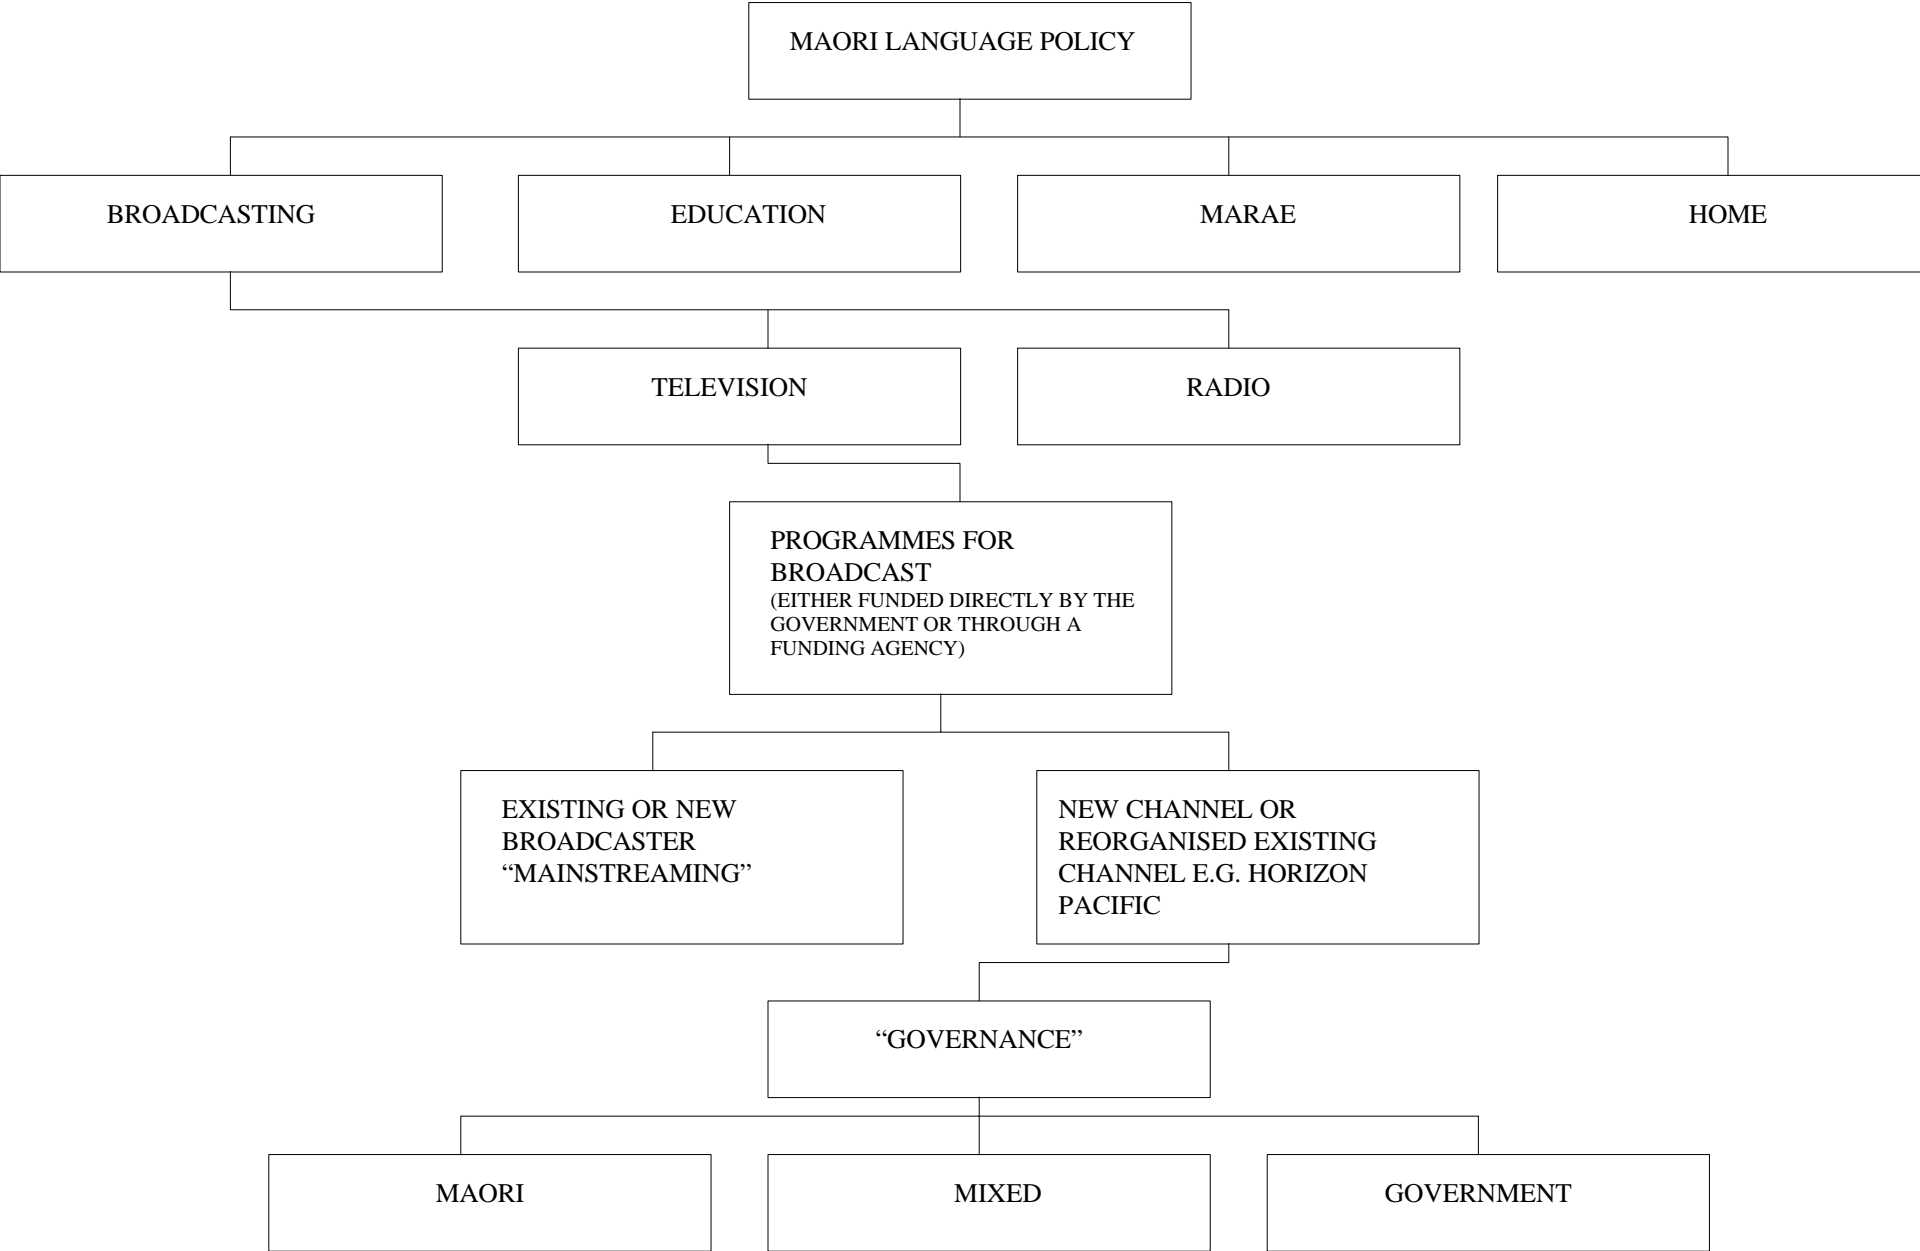 MAORI LANGUAGE POLICY
BROADCASTING
EDUCATION
MARAE
HOME
TELEVISION
RADIO
PROGRAMMES FOR
BROADCAST
(EITHER FUNDED DIRECTLY BY THE
GOVERNMENT OR THROUGH A
FUNDING AGENCY)
EXISTING OR NEW
BROADCASTER
“MAINSTREAMING”
NEW CHANNEL OR
REORGANISED EXISTING
CHANNEL E.G. HORIZON
PACIFIC
“GOVERNANCE”
MAORI
MIXED
GOVERNMENT